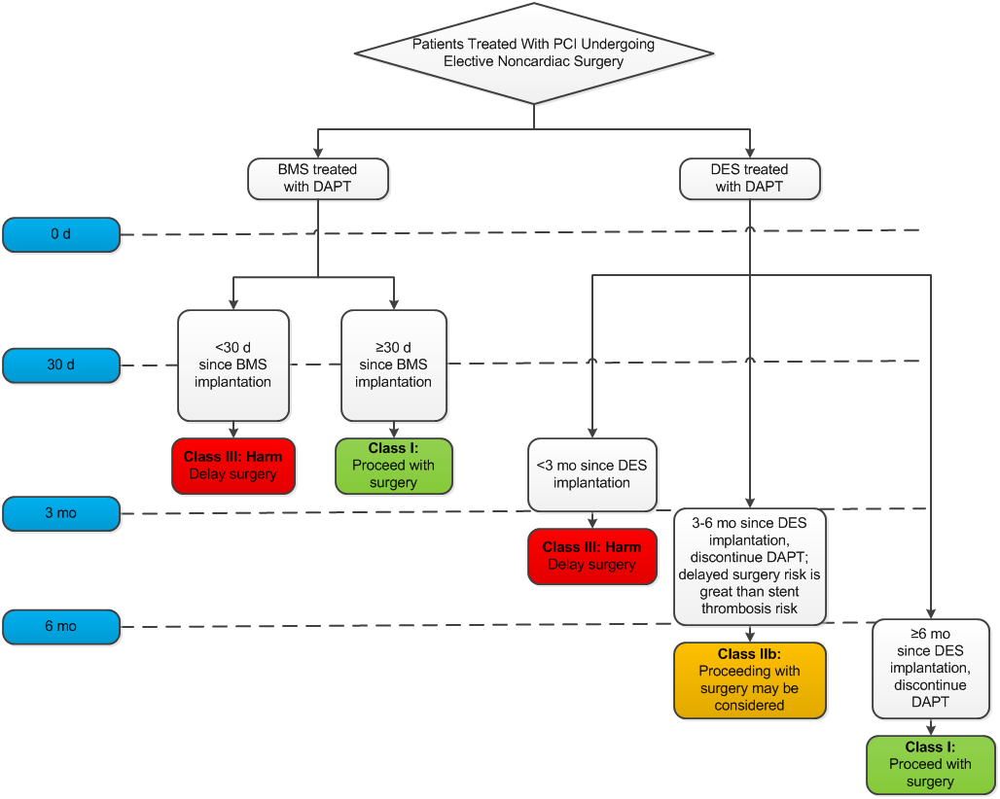 Patients Treated With PCI Undergoing
Elective Noncardiac Surgery
BMS treated
with DAPT
DES treated
with DAPT
0 d
<30 d
since BMS
implantation
≥30 d
since BMS
implantation
30 d
Class III: Harm
Delay surgery
Class I:
Proceed with
surgery
<3 mo since DES
implantation
3 mo
3-6 mo since DES
implantation,
discontinue DAPT;
delayed surgery risk is
great than stent
thrombosis risk
Class III: Harm
Delay surgery
6 mo
≥6 mo
since DES
implantation,
discontinue
DAPT
Class IIb:
Proceeding with
surgery may be
considered
Class I:
Proceed with
surgery